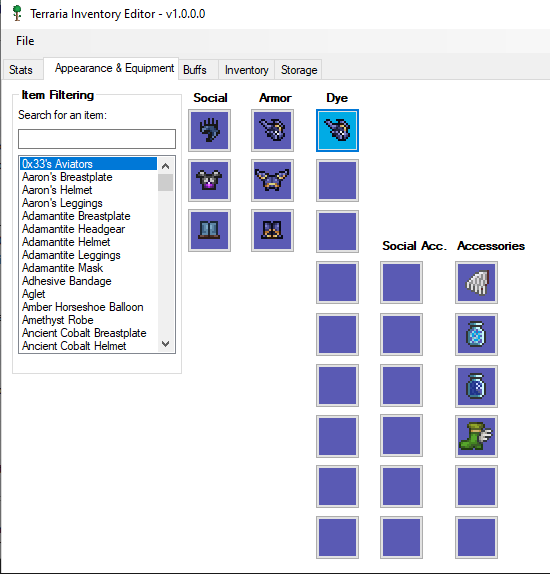 Terraria Inventory Editor - v1.0.0.0
File
Stats
Appearance & Equipment
Buffs
Inventory
Storage
Item Filtering
Search for an item:
0x33's Aviators
Aaron's Breastplate
Aaron's Helmet
Aaron's Leggings
Adamantite Breastplate
Adamantite Headgear
Adamantite Helmet
Adamantite Leggings
Adamantite Mask
Adhesive Bandage
Aglet
Amber Horseshoe Balloon
Amethyst Robe
Ancient Cobalt Breastplate
Ancient Cobalt Helmet
Social
Armor
Dye
Social Acc.
Accessories